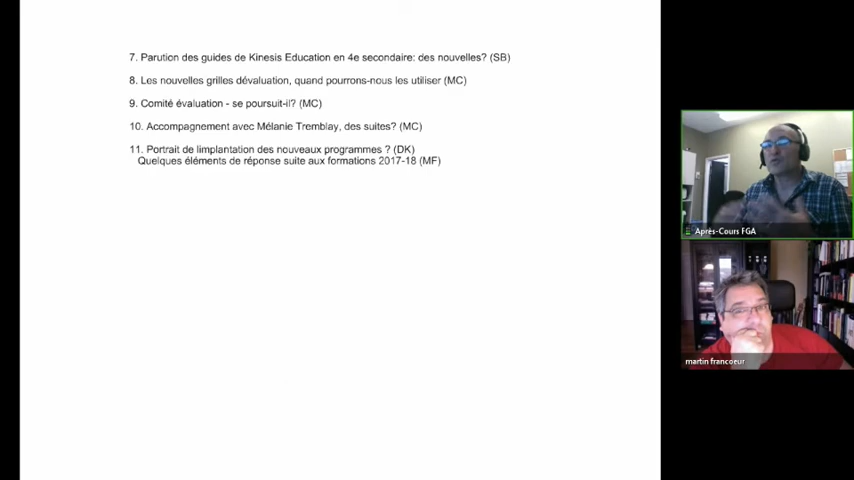 7. Parution des guides de Kinesis Education en 4e secondaire: des nouvelles? (SB)
8. Les nouvelles grilles dévaluation, quand pourrons-nous les utiliser (MC)
9. Comité évaluation - se poursuit-il? (MC)
10. Accompagnement avec Mélanie Tremblay, des suites? (MC)
11. Portrait de limplantation des nouveaux programmes ? (DK)
Quelques éléments de réponse suite aux formations 2017-18 (MF)
Après-Cours FGA
martin francoeur